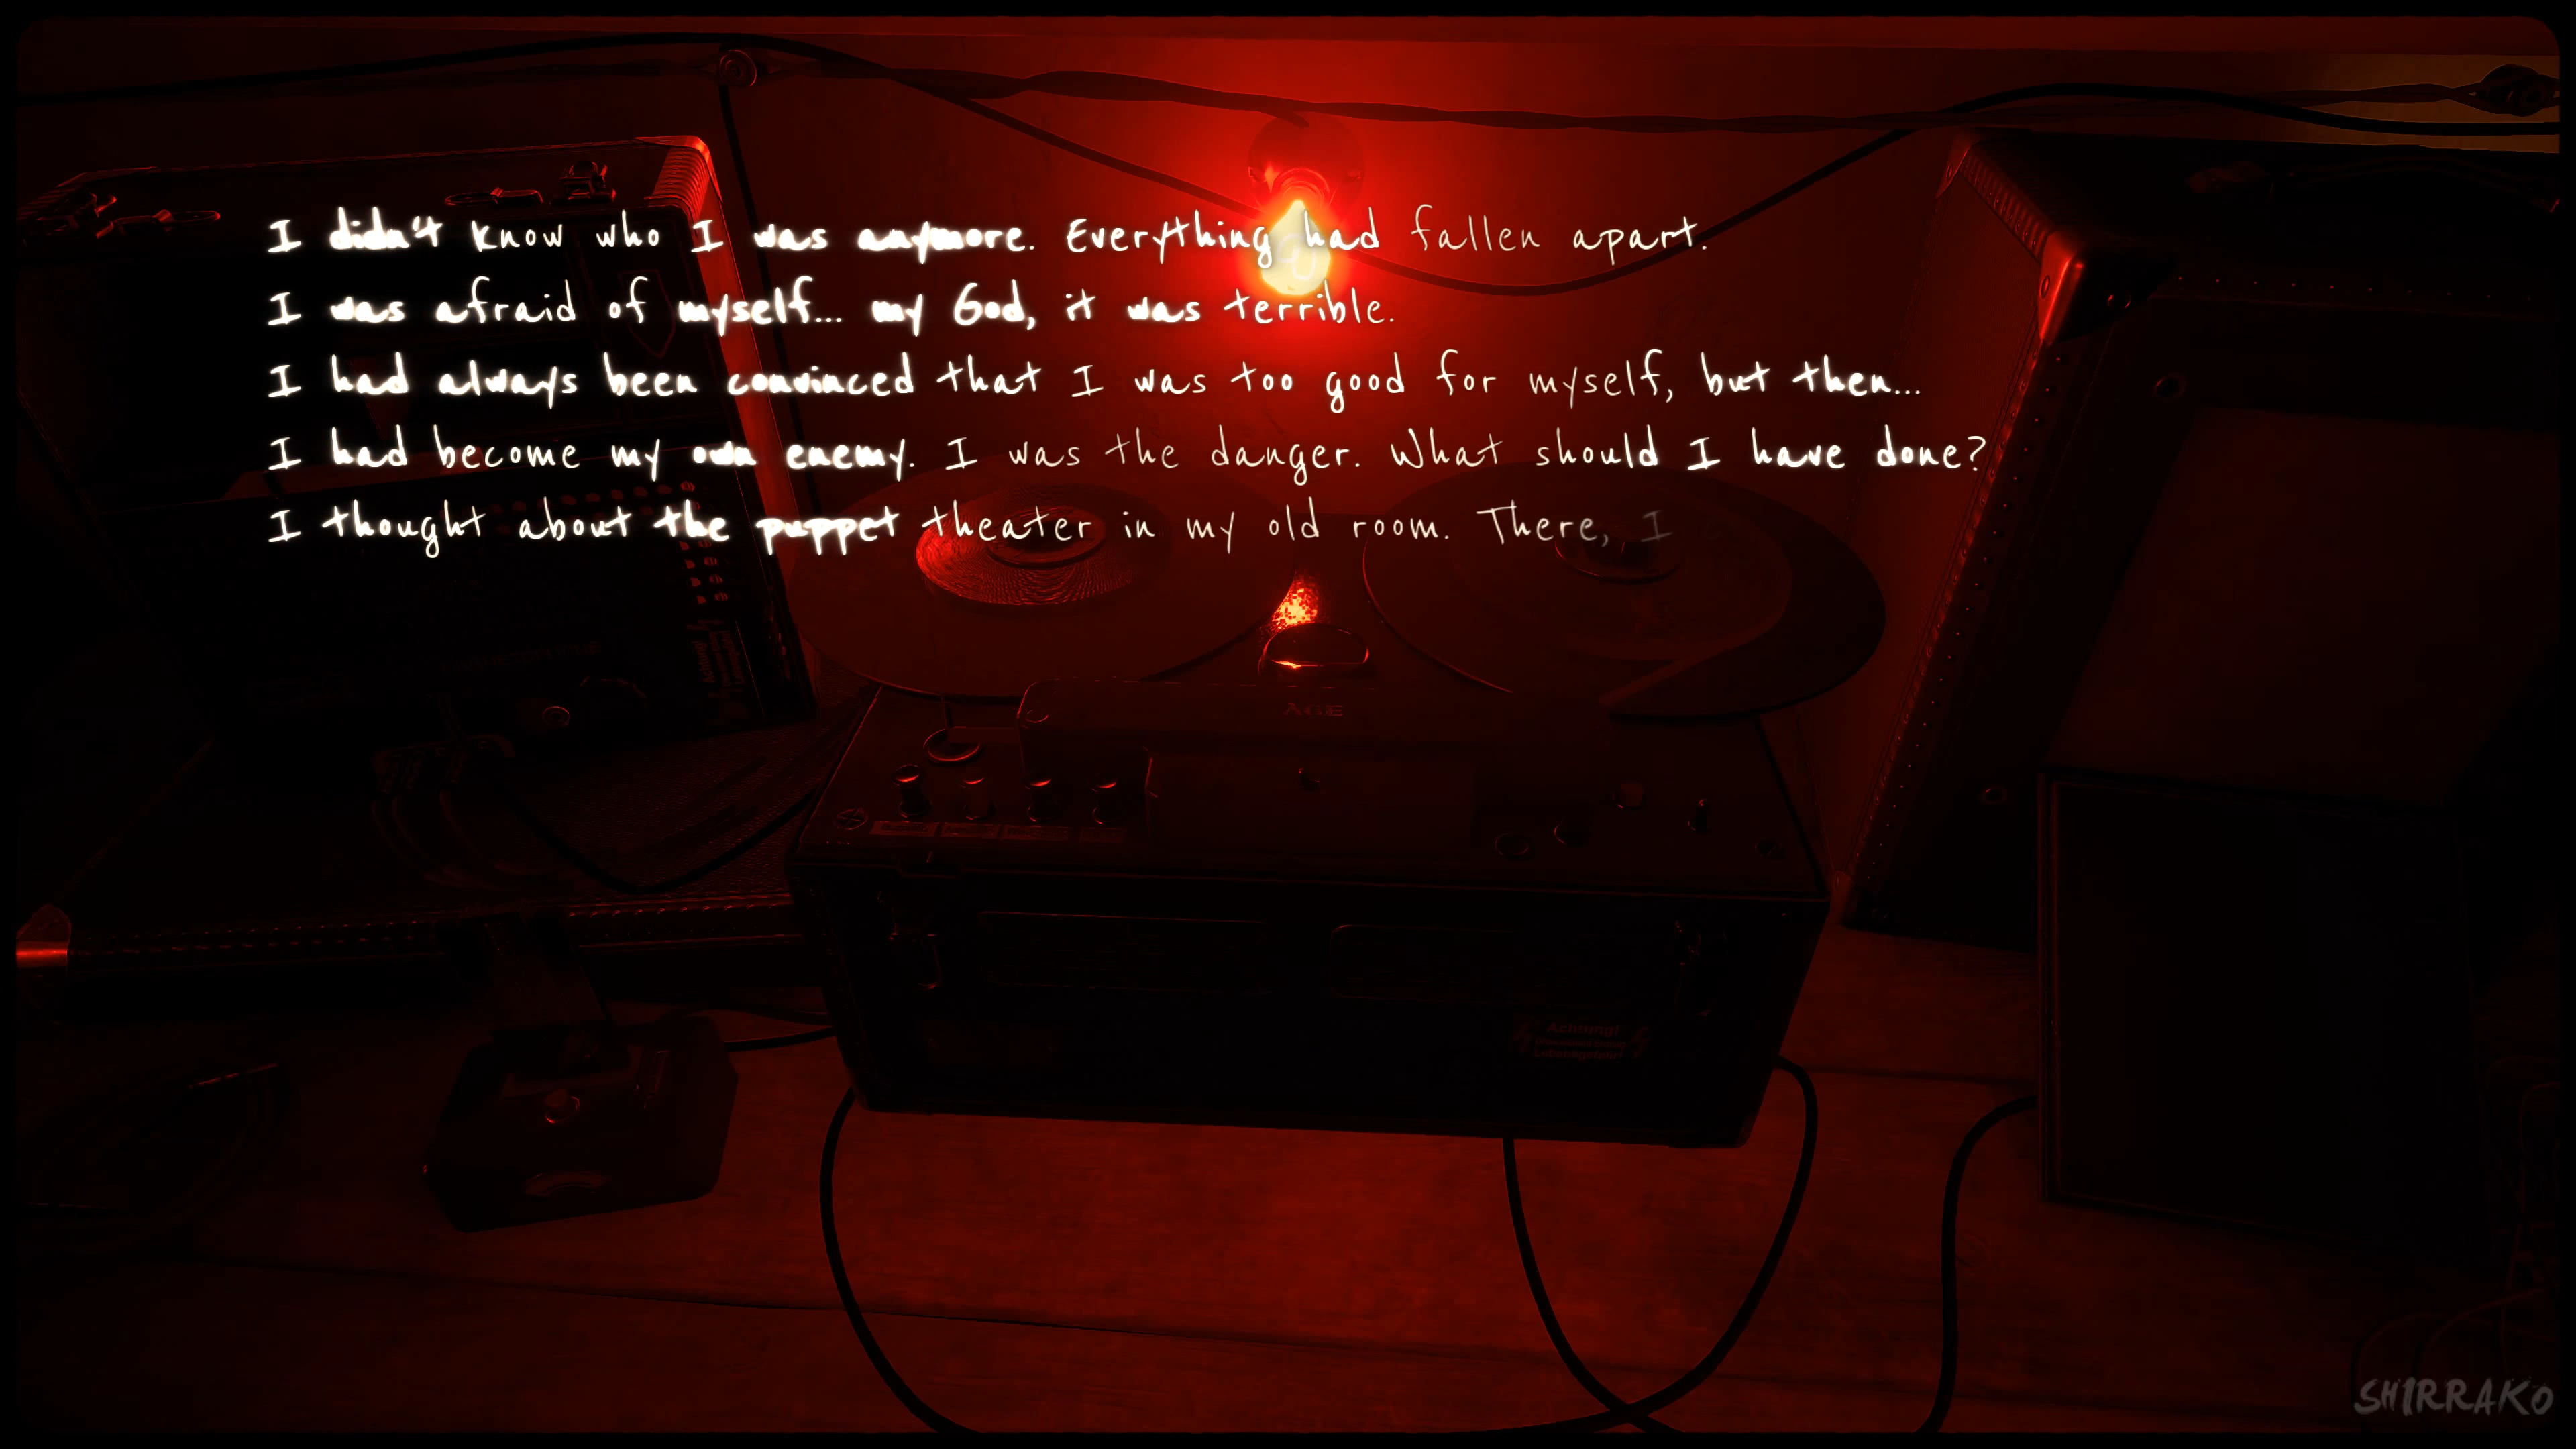 I didn't know who I was anymore. Everything had fallen apart.
I was afraid of myself... my God, it was terrible.
I had always been convinced that I was too good for myself, but then...
I had become my own enemy. I was the danger. What should I have done?
I thought about the puppet theater in my old room. There, I
AGE
Achtung!
SHIRRAKO